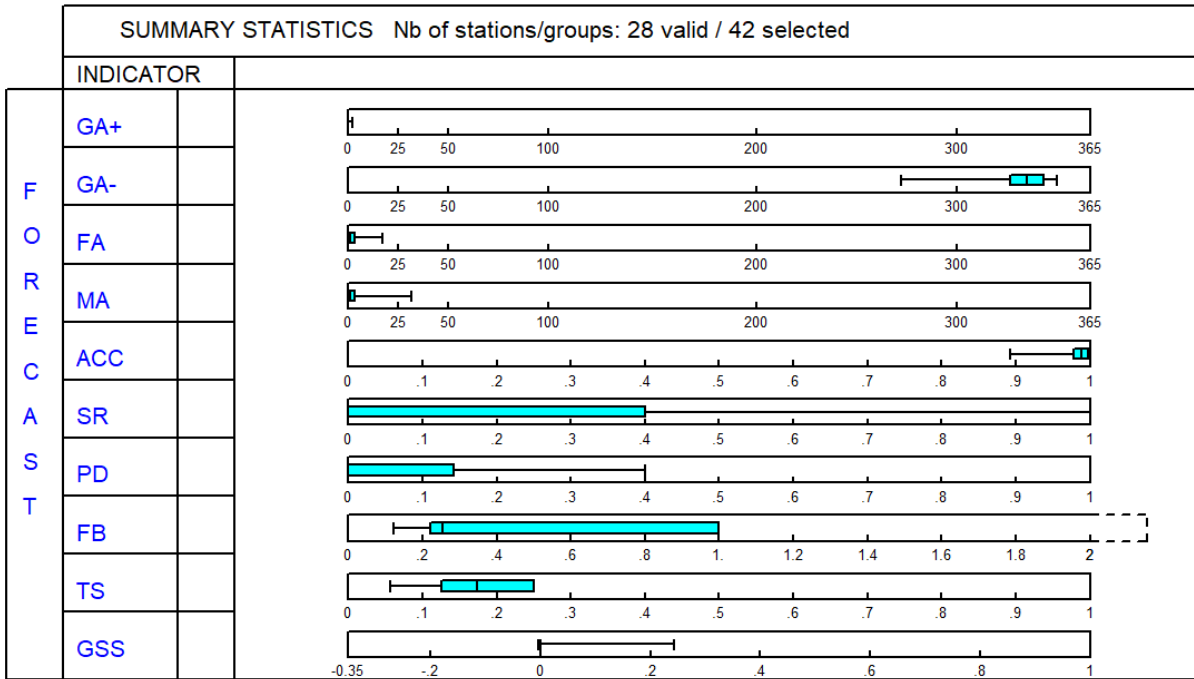 SUMMARY STATISTICS Nb of stations/groups: 28 valid / 42 selected
INDICATOR
FORECAST
GA+
0 25 50 100 200 300 365
GA-
0 25 50 100 200 300 365
FA
0 25 50 100 200 300 365
MA
0 25 50 100 200 300 365
ACC
0 .1 .2 .3 .4 .5 .6 .7 .8 .9 1
SR
0 .1 .2 .3 .4 .5 .6 .7 .8 .9 1
PD
0 .1 .2 .3 .4 .5 .6 .7 .8 .9 1
FB
0 .2 .4 .6 .8 1. 1.2 1.4 1.6 1.8 2
TS
0 .1 .2 .3 .4 .5 .6 .7 .8 .9 1
GSS
-0.35 -.2 0 .2 .4 .6 .8 1